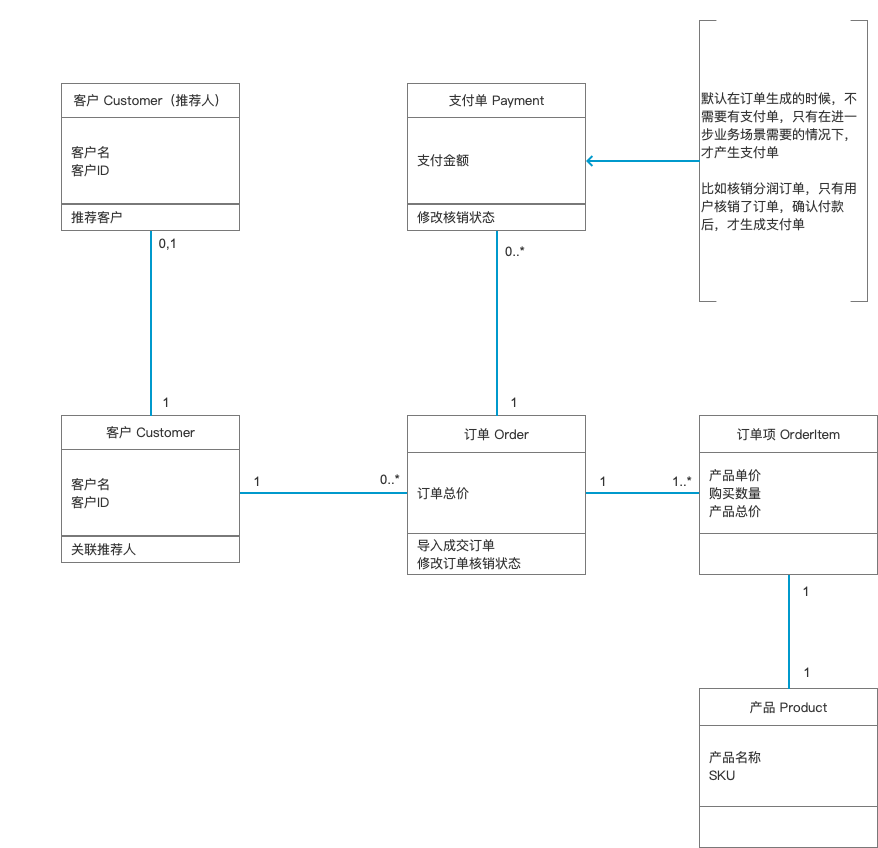 客户 Customer（推荐人）
客户名
客户ID
推荐客户
0,1
支付单 Payment
支付金额
修改核销状态
0..*
默认在订单生成的时候，不
需要有支付单，只有在进一
步业务场景需要的情况下，
才产生支付单
比如核销分润订单，只有用
户核销了订单，确认付款
后，才生成支付单
1
客户 Customer
客户名
客户ID
关联推荐人
1
0..*
1
订单 Order
订单总价
导入成交订单
修改订单核销状态
1
1..*
订单项 OrderItem
产品单价
购买数量
产品总价
1
1
产品 Product
产品名称
SKU